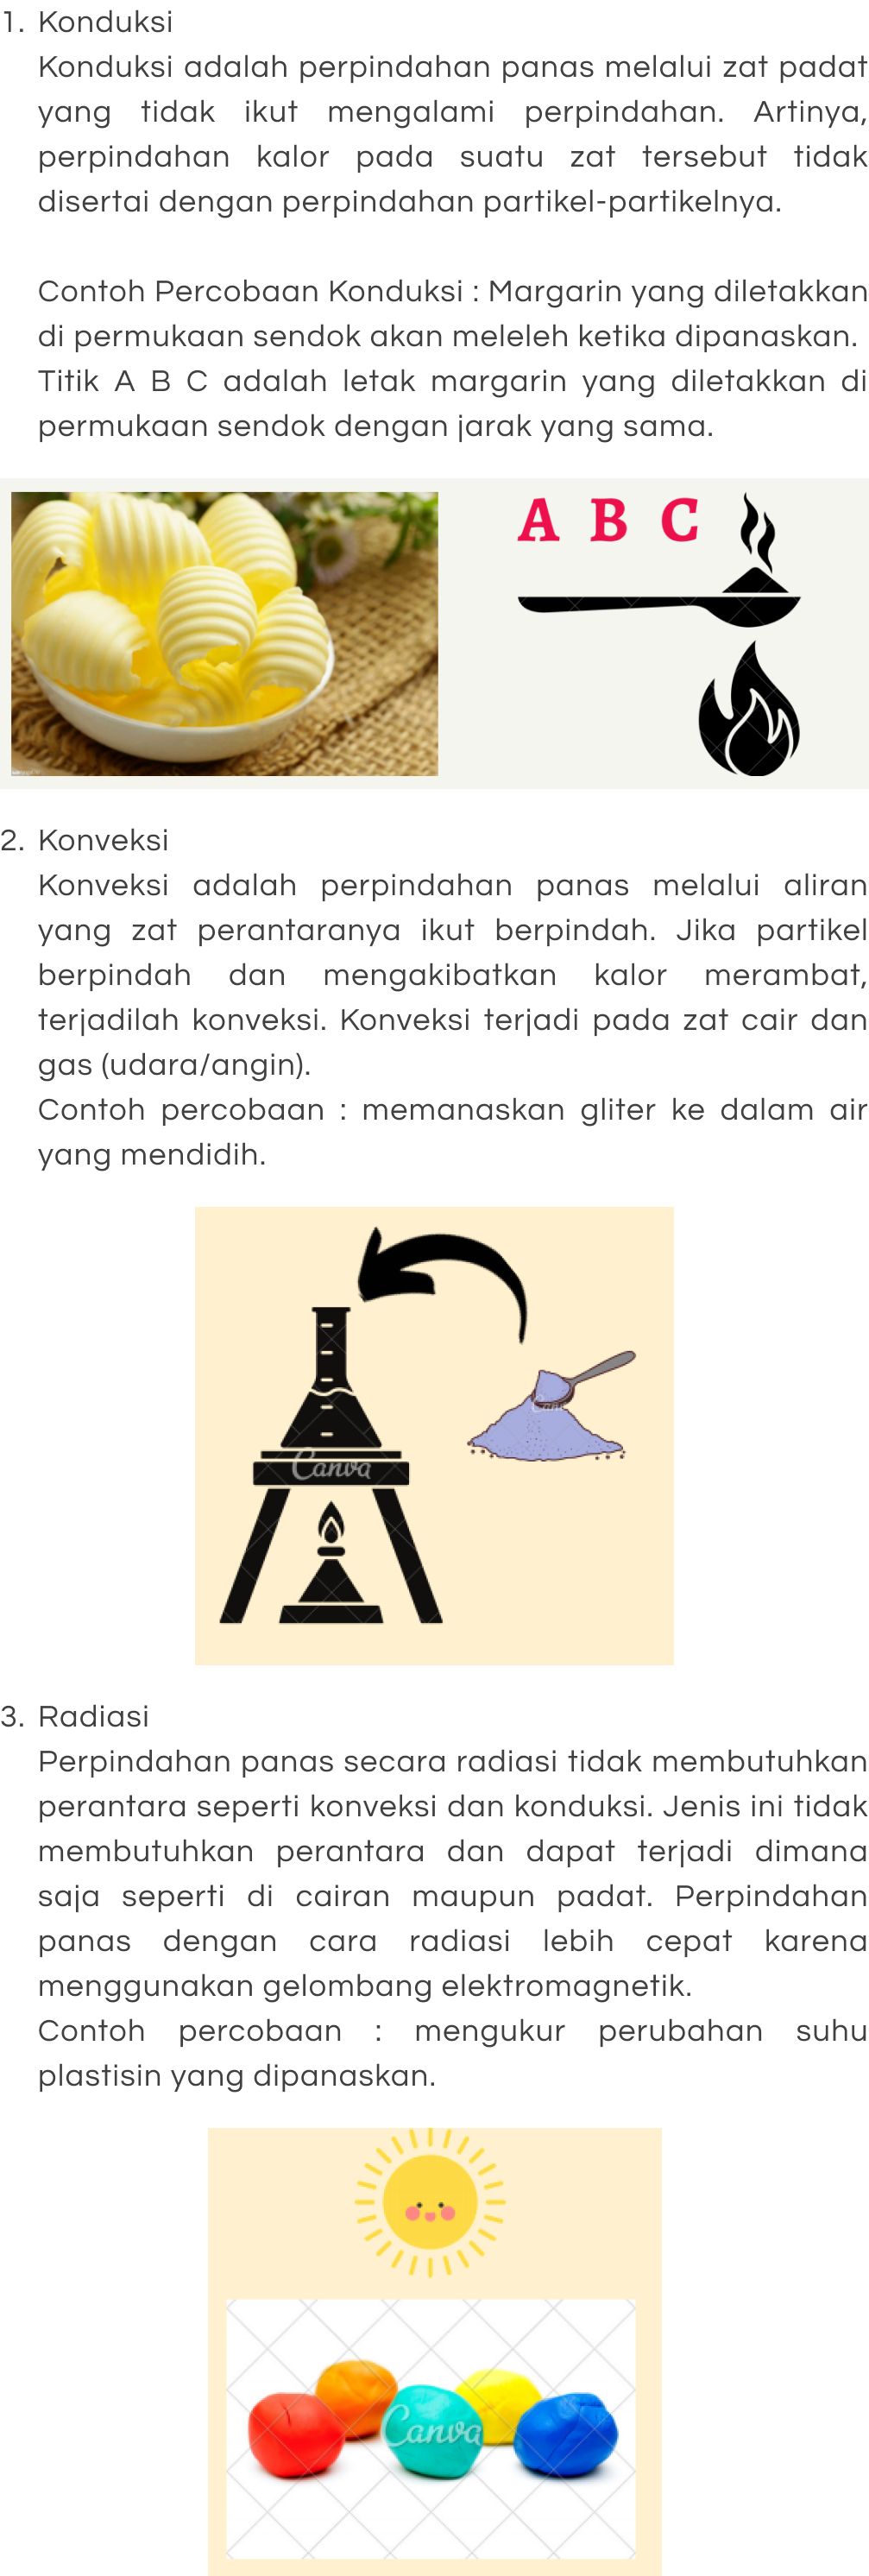 1. Konduksi
Konduksi adalah perpindahan panas melalui zat padat
yang tidak ikut mengalami perpindahan. Artinya,
perpindahan kalor pada suatu zat tersebut tidak
disertai dengan perpindahan partikel-partikelnya.
Contoh Percobaan Konduksi : Margarin yang diletakkan
di permukaan sendok akan meleleh ketika dipanaskan.
Titik A B C adalah letak margarin yang diletakkan di
permukaan sendok dengan jarak yang sama.
A B C
2. Konveksi
Konveksi adalah perpindahan panas melalui aliran
yang zat perantaranya ikut berpindah. Jika partikel
berpindah dan mengakibatkan kalor merambat,
terjadilah konveksi. Konveksi terjadi pada zat cair dan
gas (udara/angin).
Contoh percobaan : memanaskan gliter ke dalam air
yang mendidih.
Canva
Canva
3. Radiasi
Perpindahan panas secara radiasi tidak membutuhkan
perantara seperti konveksi dan konduksi. Jenis ini tidak
membutuhkan perantara dan dapat terjadi dimana
saja seperti di cairan maupun padat. Perpindahan
panas dengan cara radiasi lebih cepat karena
menggunakan gelombang elektromagnetik.
Contoh percobaan : mengukur perubahan suhu
plastisin yang dipanaskan.
Canva